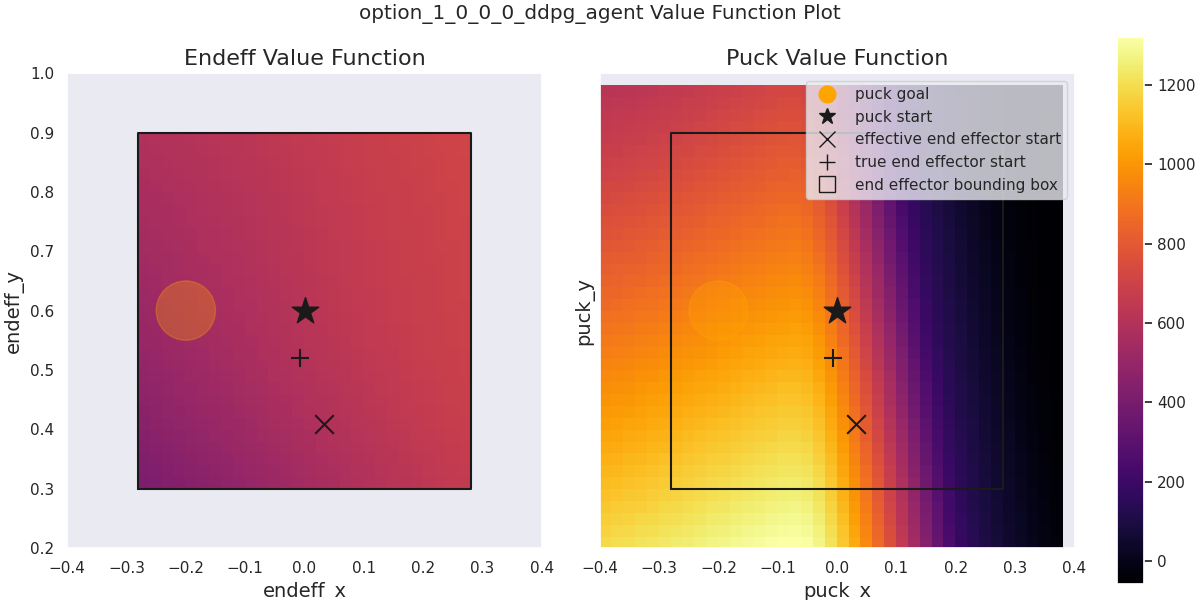 option_1_0_0_0_ddpg_agent Value Function Plot
Endeff Value Function
1.0
0.9
0.8
0.7
0.6
0.5
0.4
0.3
0.2
endeff_y
−0.4 −0.3 −0.2 −0.1 0.0 0.1 0.2 0.3 0.4
endeff_x
Puck Value Function
puck goal
puck start
effective end effector start
true end effector start
end effector bounding box
puck_y
−0.4 −0.3 −0.2 −0.1 0.0 0.1 0.2 0.3 0.4
puck_x
1200
1000
800
600
400
200
0